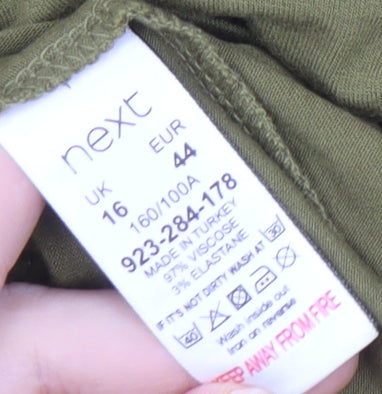 next
UK EUR
16 44
160/100A
923-284-178
MADE IN TURKEY
97% VISCOSE
3% ELASTANE
IF IT'S NOT DIRTY WASH AT 30
40
Wash inside out
Iron on reverse
KEEP AWAY FROM FIRE